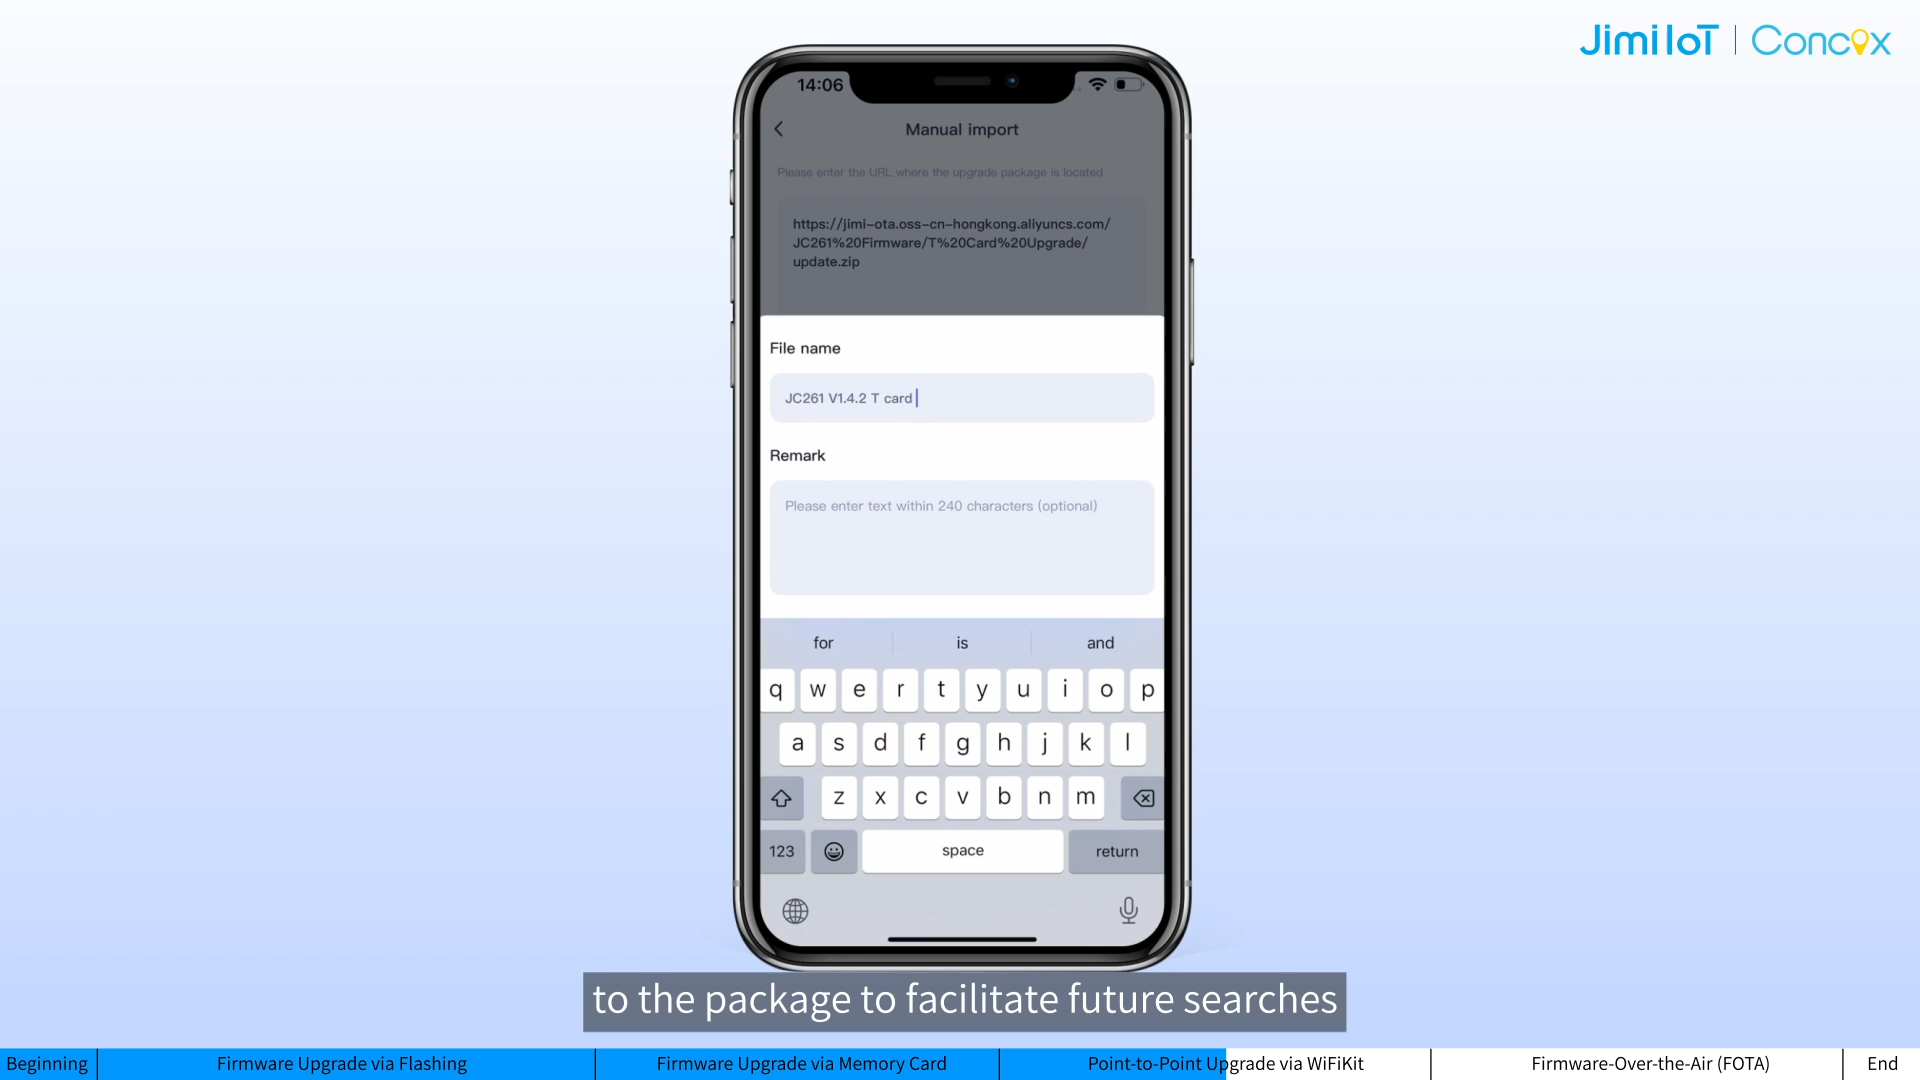 JimiIoT | Concox
14:06
Manual import
Please enter the URL where the upgrade package is located
https://jimi-ota.oss-cn-hongkong.aliyuncs.com/
JC261%20Firmware/T%20Card%20Upgrade/
update.zip
File name
JC261 V1.4.2 T card
Remark
Please enter text within 240 characters (optional)
for is and
q w e r t y u i o p
a s d f g h j k l
z x c v b n m
123 space return
to the package to facilitate future searches
Beginning Firmware Upgrade via Flashing Firmware Upgrade via Memory Card Point-to-Point Upgrade via WiFiKit Firmware-Over-the-Air (FOTA) End